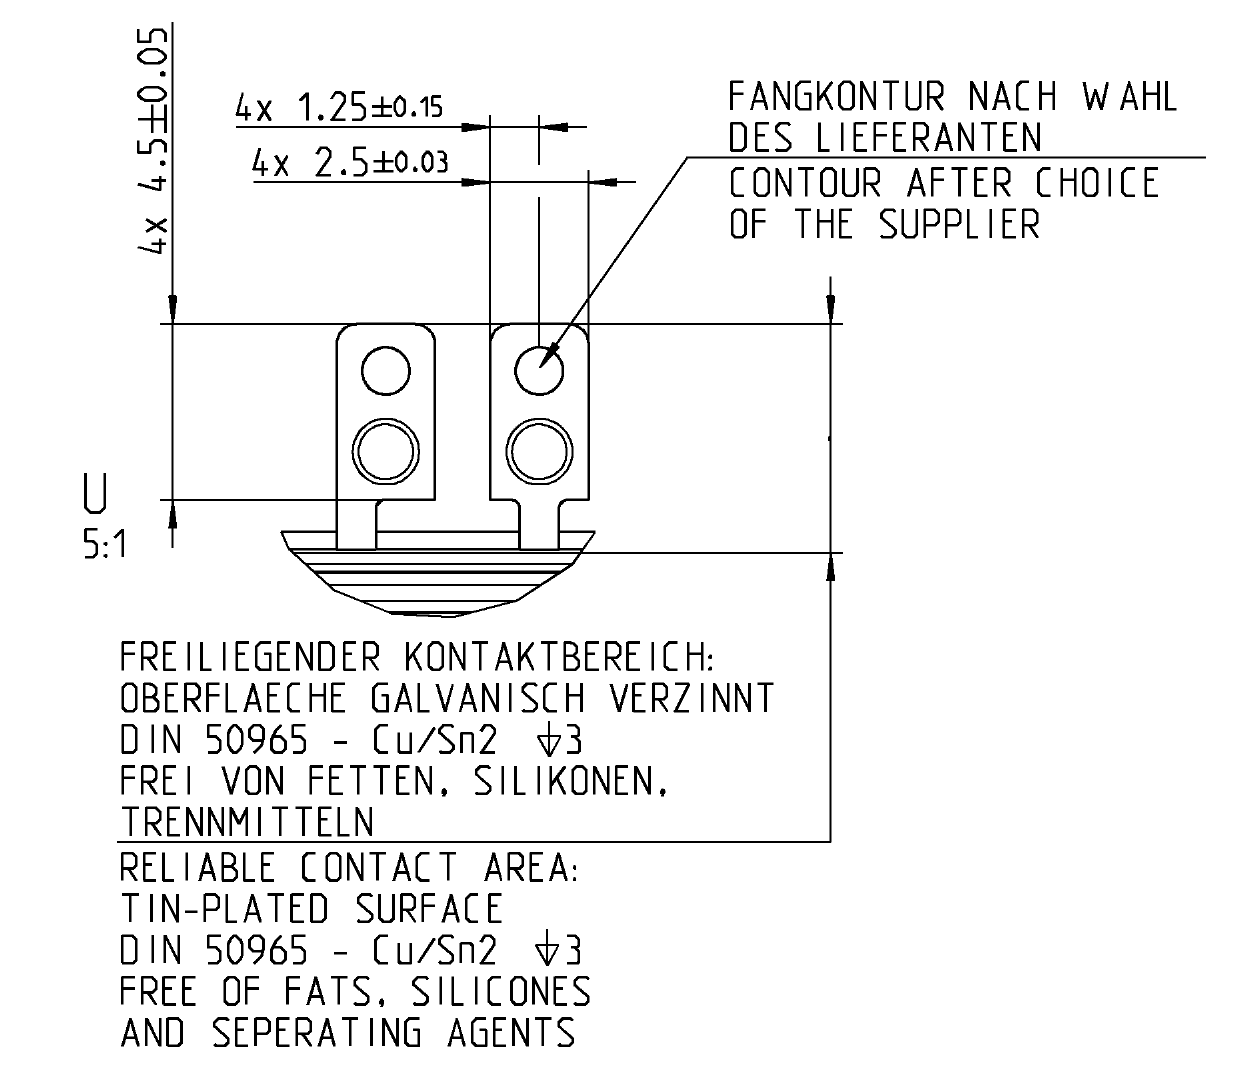 4x 4.5±0.05
4x 1.25±0.15
4x 2.5±0.03
FANGKONTUR NACH WAHL
DES LIEFERANTEN
CONTOUR AFTER CHOICE
OF THE SUPPLIER
U
5:1
FREILIEGENDER KONTAKTBEREICH:
OBERFLAECHE GALVANISCH VERZINNT
DIN 50965 - Cu/Sn2 ⏄3
FREI VON FETTEN, SILIKONEN,
TRENNMITTELN
RELIABLE CONTACT AREA:
TIN-PLATED SURFACE
DIN 50965 - Cu/Sn2 ⏄3
FREE OF FATS, SILICONES
AND SEPERATING AGENTS